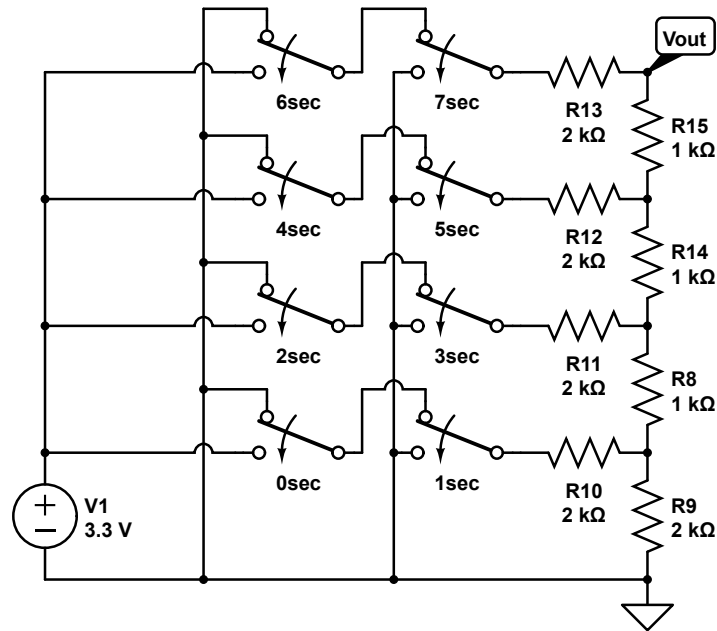 Vout
6sec
7sec
R13
2 kΩ
R15
1 kΩ
4sec
5sec
R12
2 kΩ
R14
1 kΩ
2sec
3sec
R11
2 kΩ
R8
1 kΩ
0sec
1sec
R10
2 kΩ
R9
2 kΩ
+
−
V1
3.3 V